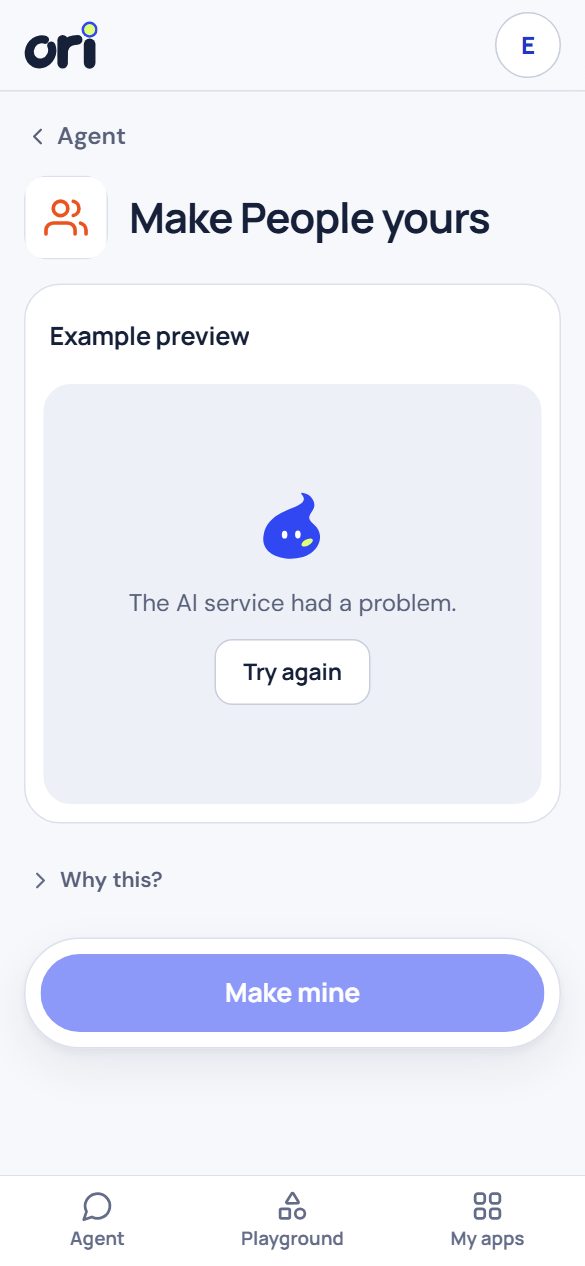 ori
E
Agent
Make People yours
Example preview
The AI service had a problem.
Try again
Why this?
Make mine
Agent
Playground
My apps